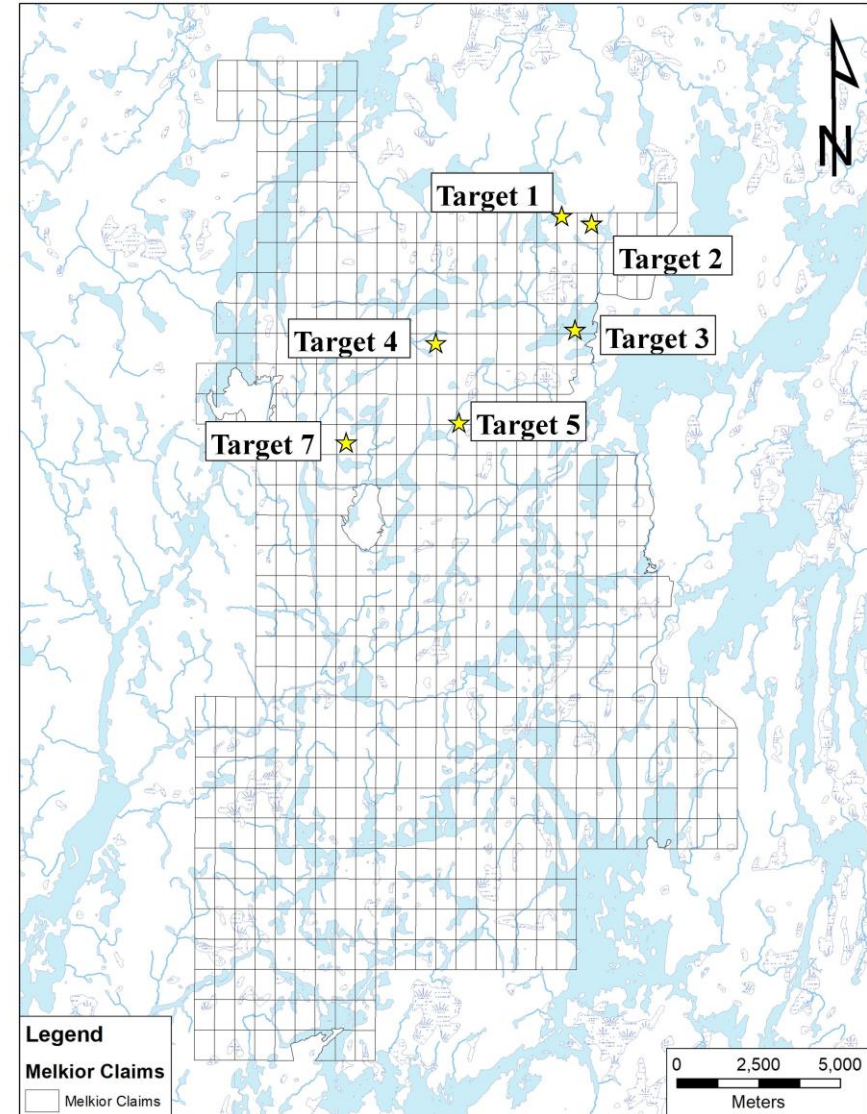 N
Target 1
Target 2
Target 3
Target 4
Target 5
Target 7
Legend
Melkior Claims
Melkior Claims
0 2,500 5,000
Meters